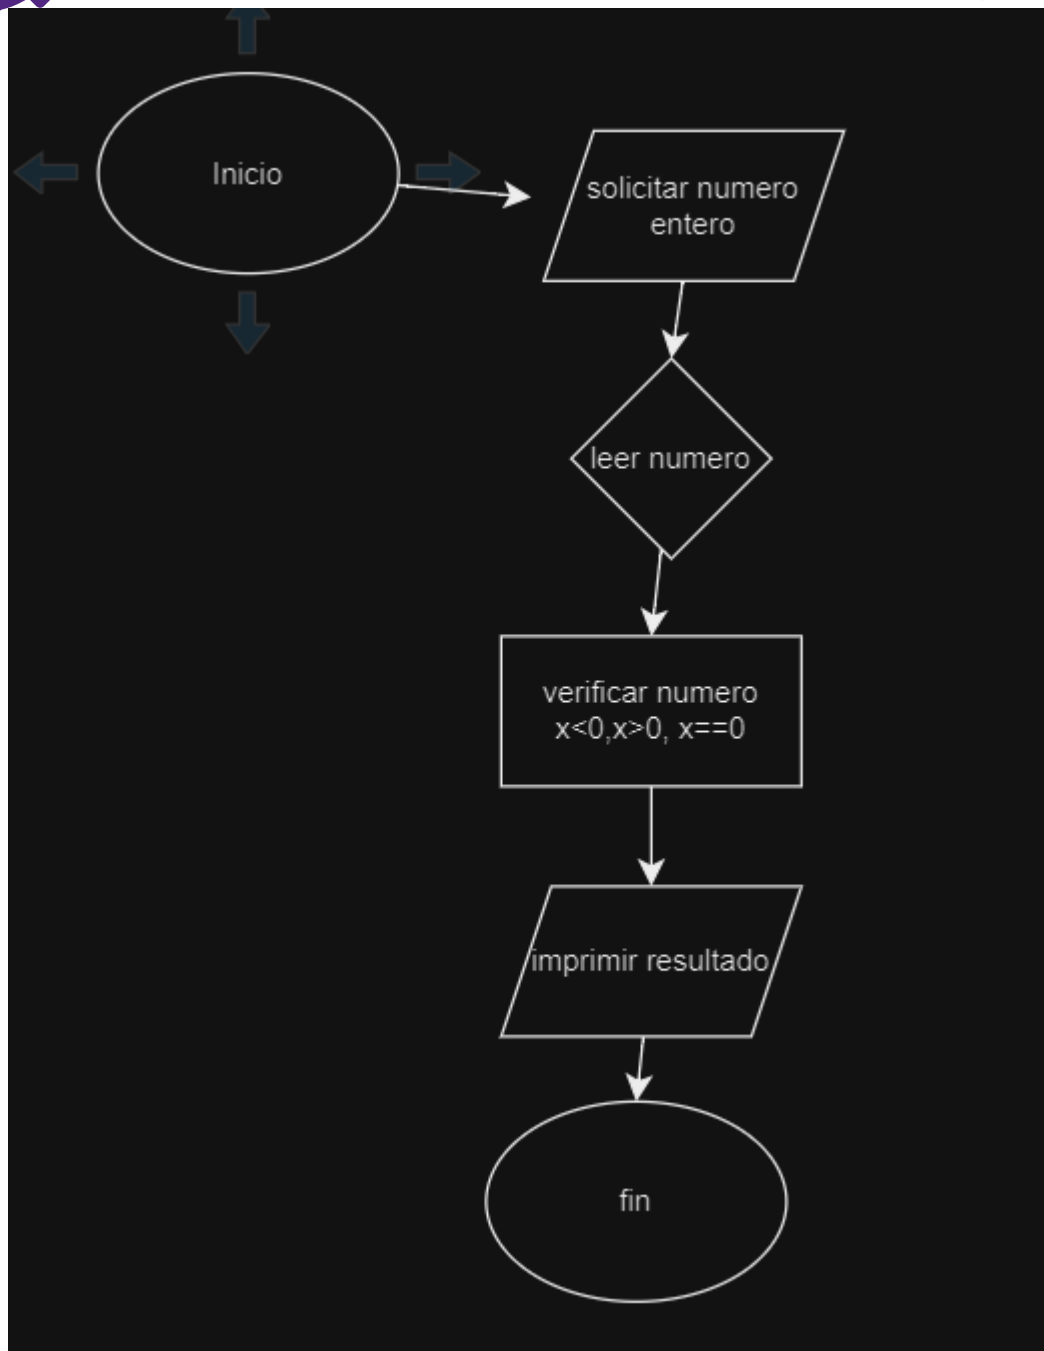 Inicio
solicitar numero
entero
leer numero
verificar numero
x<0,x>0, x==0
imprimir resultado
fin